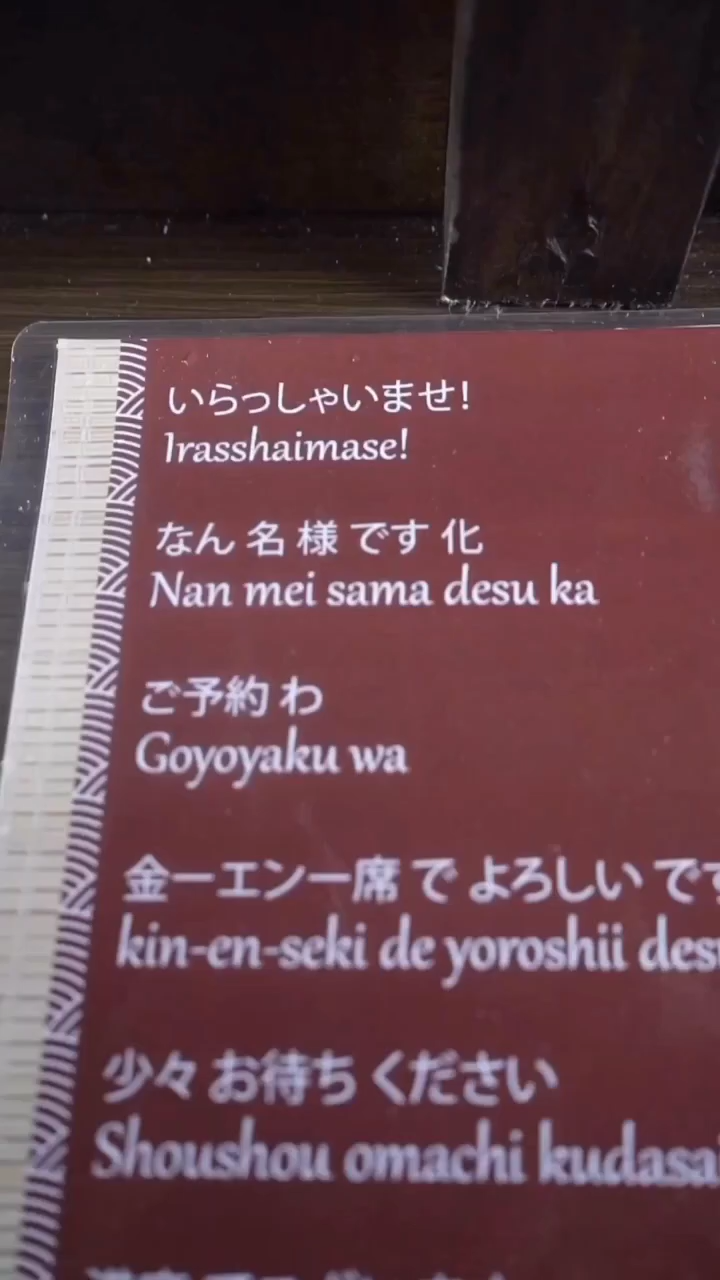 いらっしゃいませ!
Irasshaimase!
なん 名 様 です 化
Nan mei sama desu ka
ご予約 わ
Goyoyaku wa
金ーエンー席 で よろしい です
kin-en-seki de yoroshii desu
少々 お待ち ください
Shoushou omachi kudasai